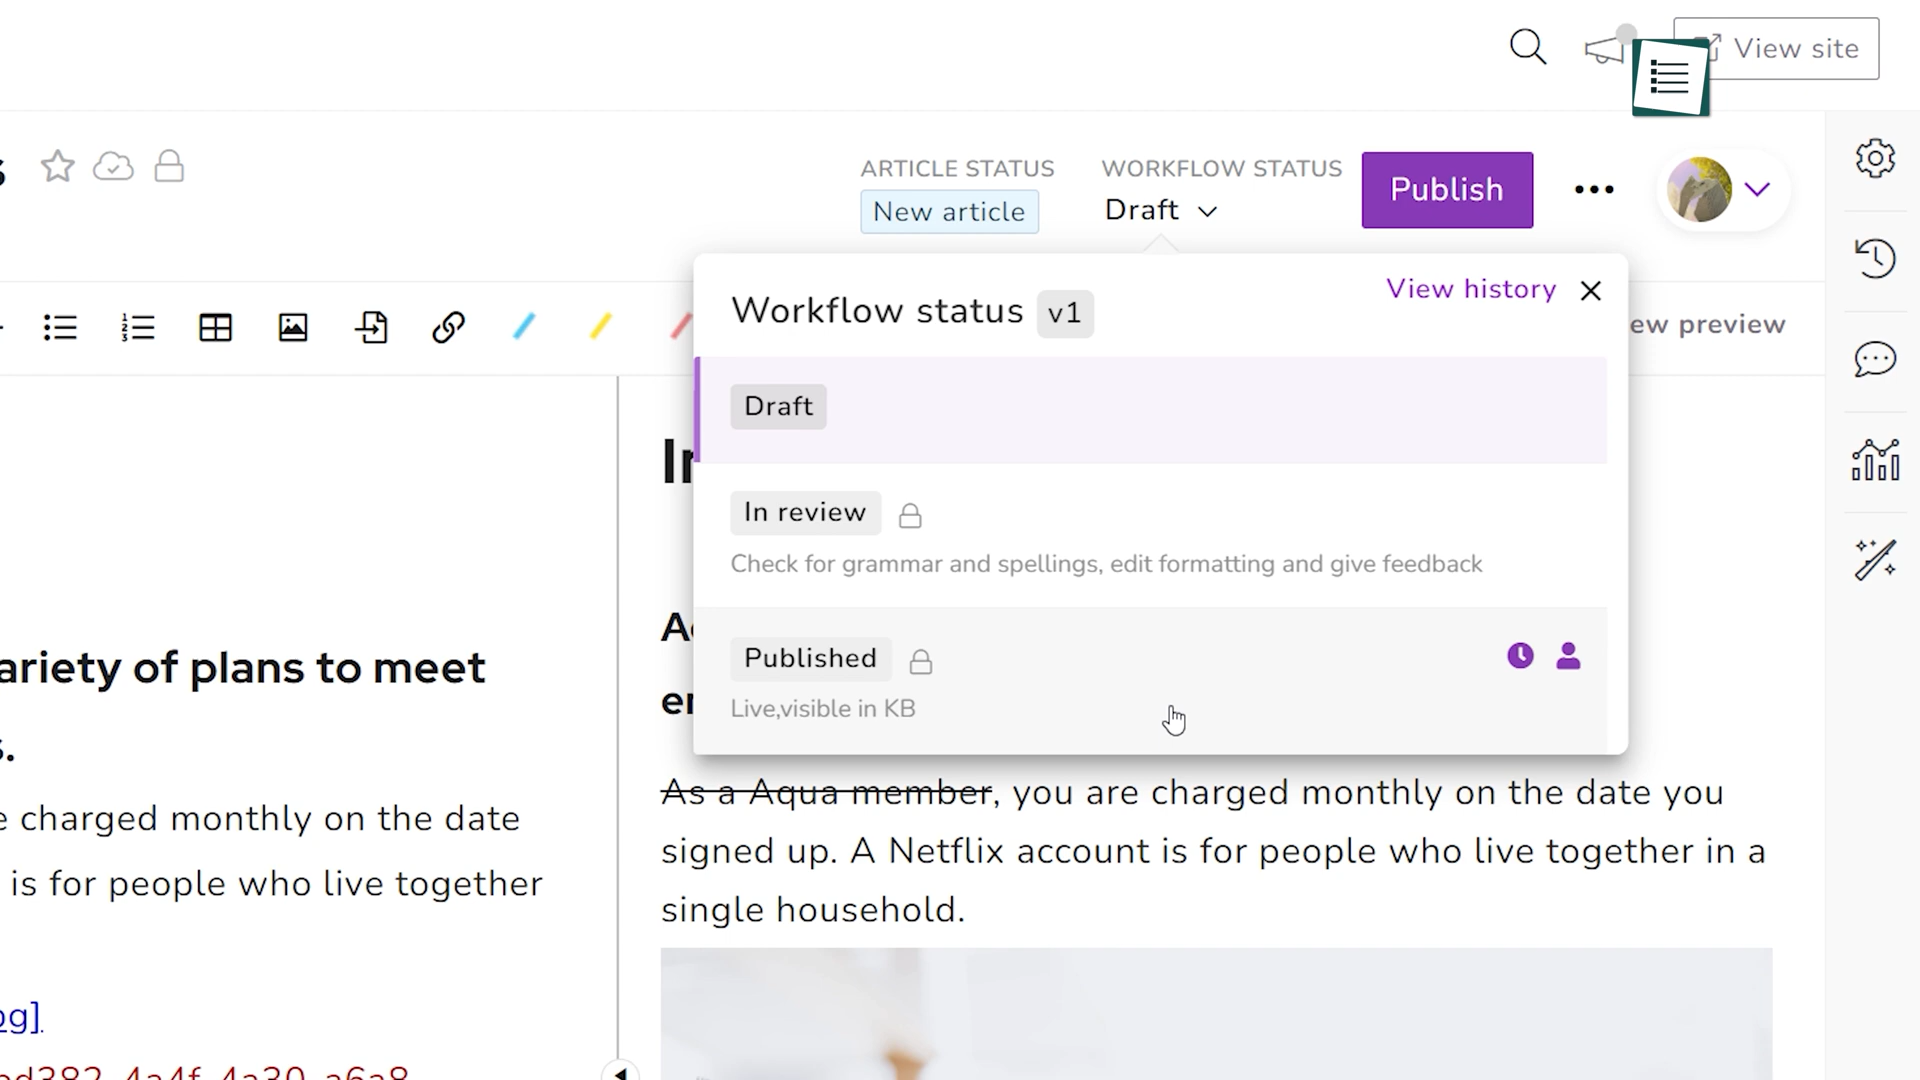 View site
ARTICLE STATUS
New article
WORKFLOW STATUS
Draft
Publish
Workflow status v1
View history
ew preview
Draft
In review
Check for grammar and spellings, edit formatting and give feedback
Published
Live,visible in KB
ariety of plans to meet
s.
e charged monthly on the date
is for people who live together
og]
As a Aqua member, you are charged monthly on the date you
signed up. A Netflix account is for people who live together in a
single household.